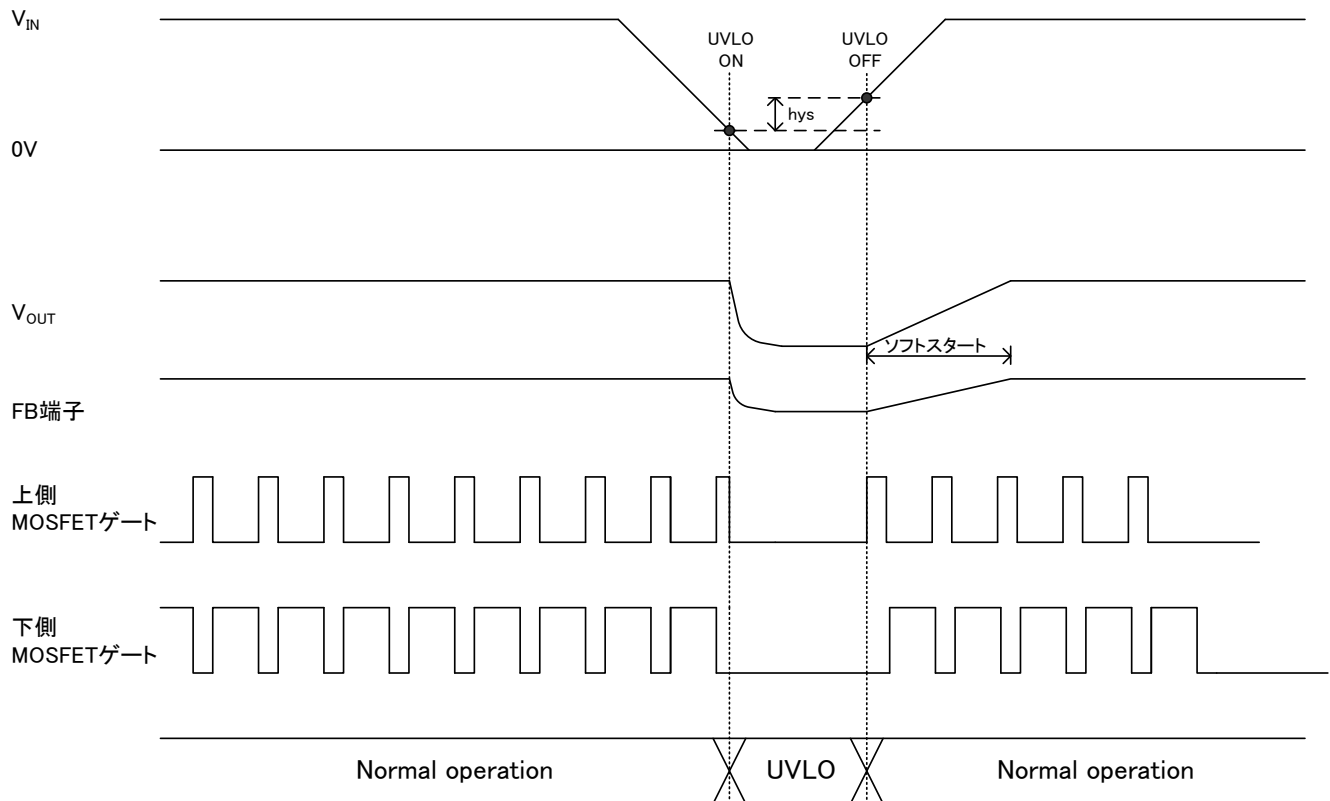 VIN
UVLO
ON
UVLO
OFF
hys
0V
VOUT
ソフトスタート
FB端子
上側
MOSFETゲート
下側
MOSFETゲート
Normal operation
UVLO
Normal operation